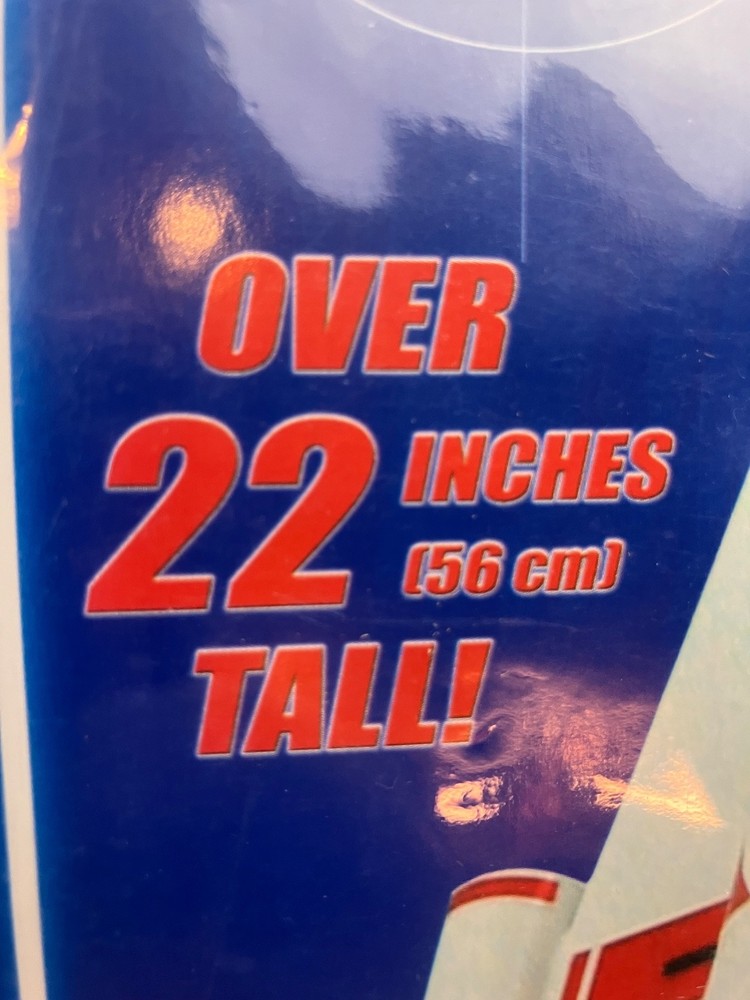 OVER
22 INCHES
(56 cm)
TALL!